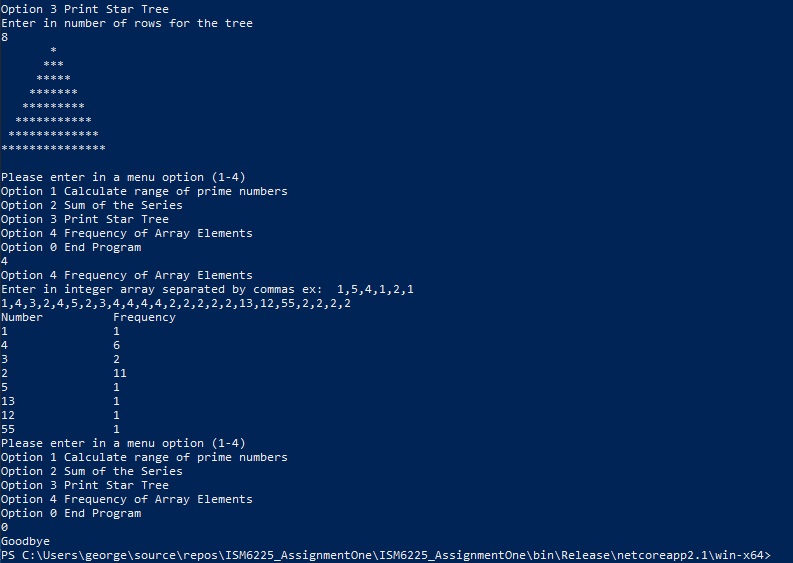 Option 3 Print Star Tree
Enter in number of rows for the tree
8
       *
      ***
     *****
    *******
   *********
  ***********
 *************
***************
Please enter in a menu option (1-4)
Option 1 Calculate range of prime numbers
Option 2 Sum of the Series
Option 3 Print Star Tree
Option 4 Frequency of Array Elements
Option 0 End Program
4
Option 4 Frequency of Array Elements
Enter in integer array separated by commas ex:  1,5,4,1,2,1
1,4,3,2,4,5,2,3,4,4,4,4,2,2,2,2,2,13,12,55,2,2,2,2
Number          Frequency
1               1
4               6
3               2
2               11
5               1
13              1
12              1
55              1
Please enter in a menu option (1-4)
Option 1 Calculate range of prime numbers
Option 2 Sum of the Series
Option 3 Print Star Tree
Option 4 Frequency of Array Elements
Option 0 End Program
0
Goodbye
PS C:\Users\george\source\repos\ISM6225_AssignmentOne\ISM6225_AssignmentOne\bin\Release\netcoreapp2.1\win-x64>